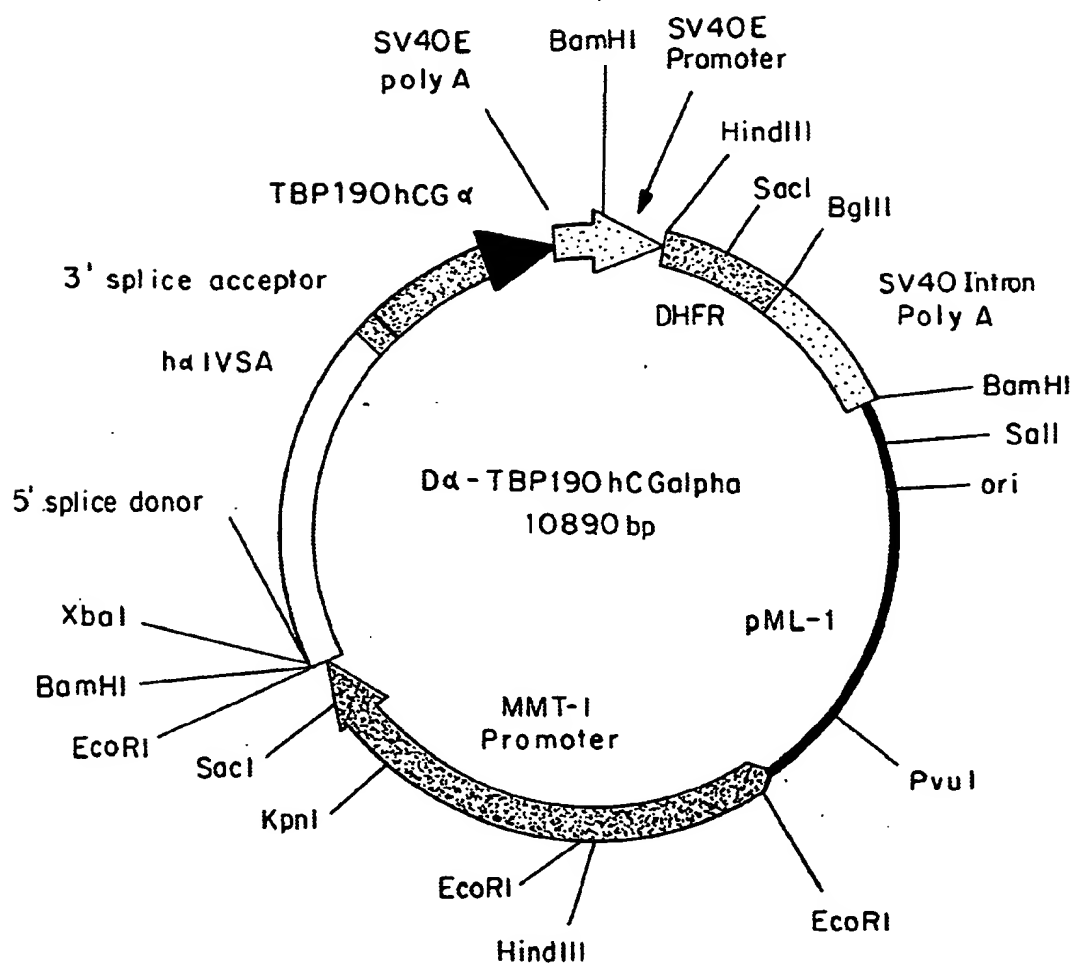 SV40E
poly A
BamHI
SV40E
Promoter
HindIII
SacI
BglII
TBP190hCG α
3' splice acceptor
DHFR
SV40 Intron
Poly A
hα IVSA
BamHI
SalI
ori
Dα-TBP190hCGalpha
10890 bp
5' splice donor
XbaI
BamHI
EcoRI
SacI
KpnI
pML-1
MMT-I
Promoter
PvuI
EcoRI
HindIII
EcoRI